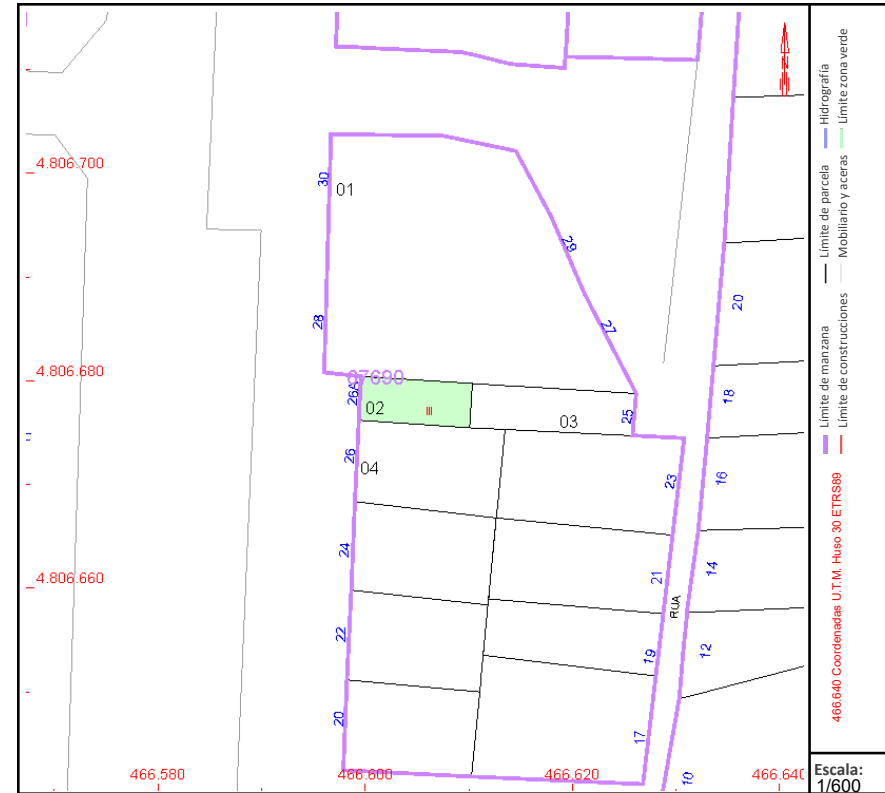 4.806.700
30
01
29
28
27
20
4.806.680
67690
26A
02
III
03
25
18
26
04
23
16
24
21
14
4.806.660
RÚA
22
19
12
20
17
10
466.580
466.600
466.620
466.640
N
Hidrografía
Límite zona verde
Límite de parcela
Mobiliario y aceras
Límite de manzana
Límite de construcciones
466.640 Coordenadas U.T.M. Huso 30 ETRS89
Escala:
1/600